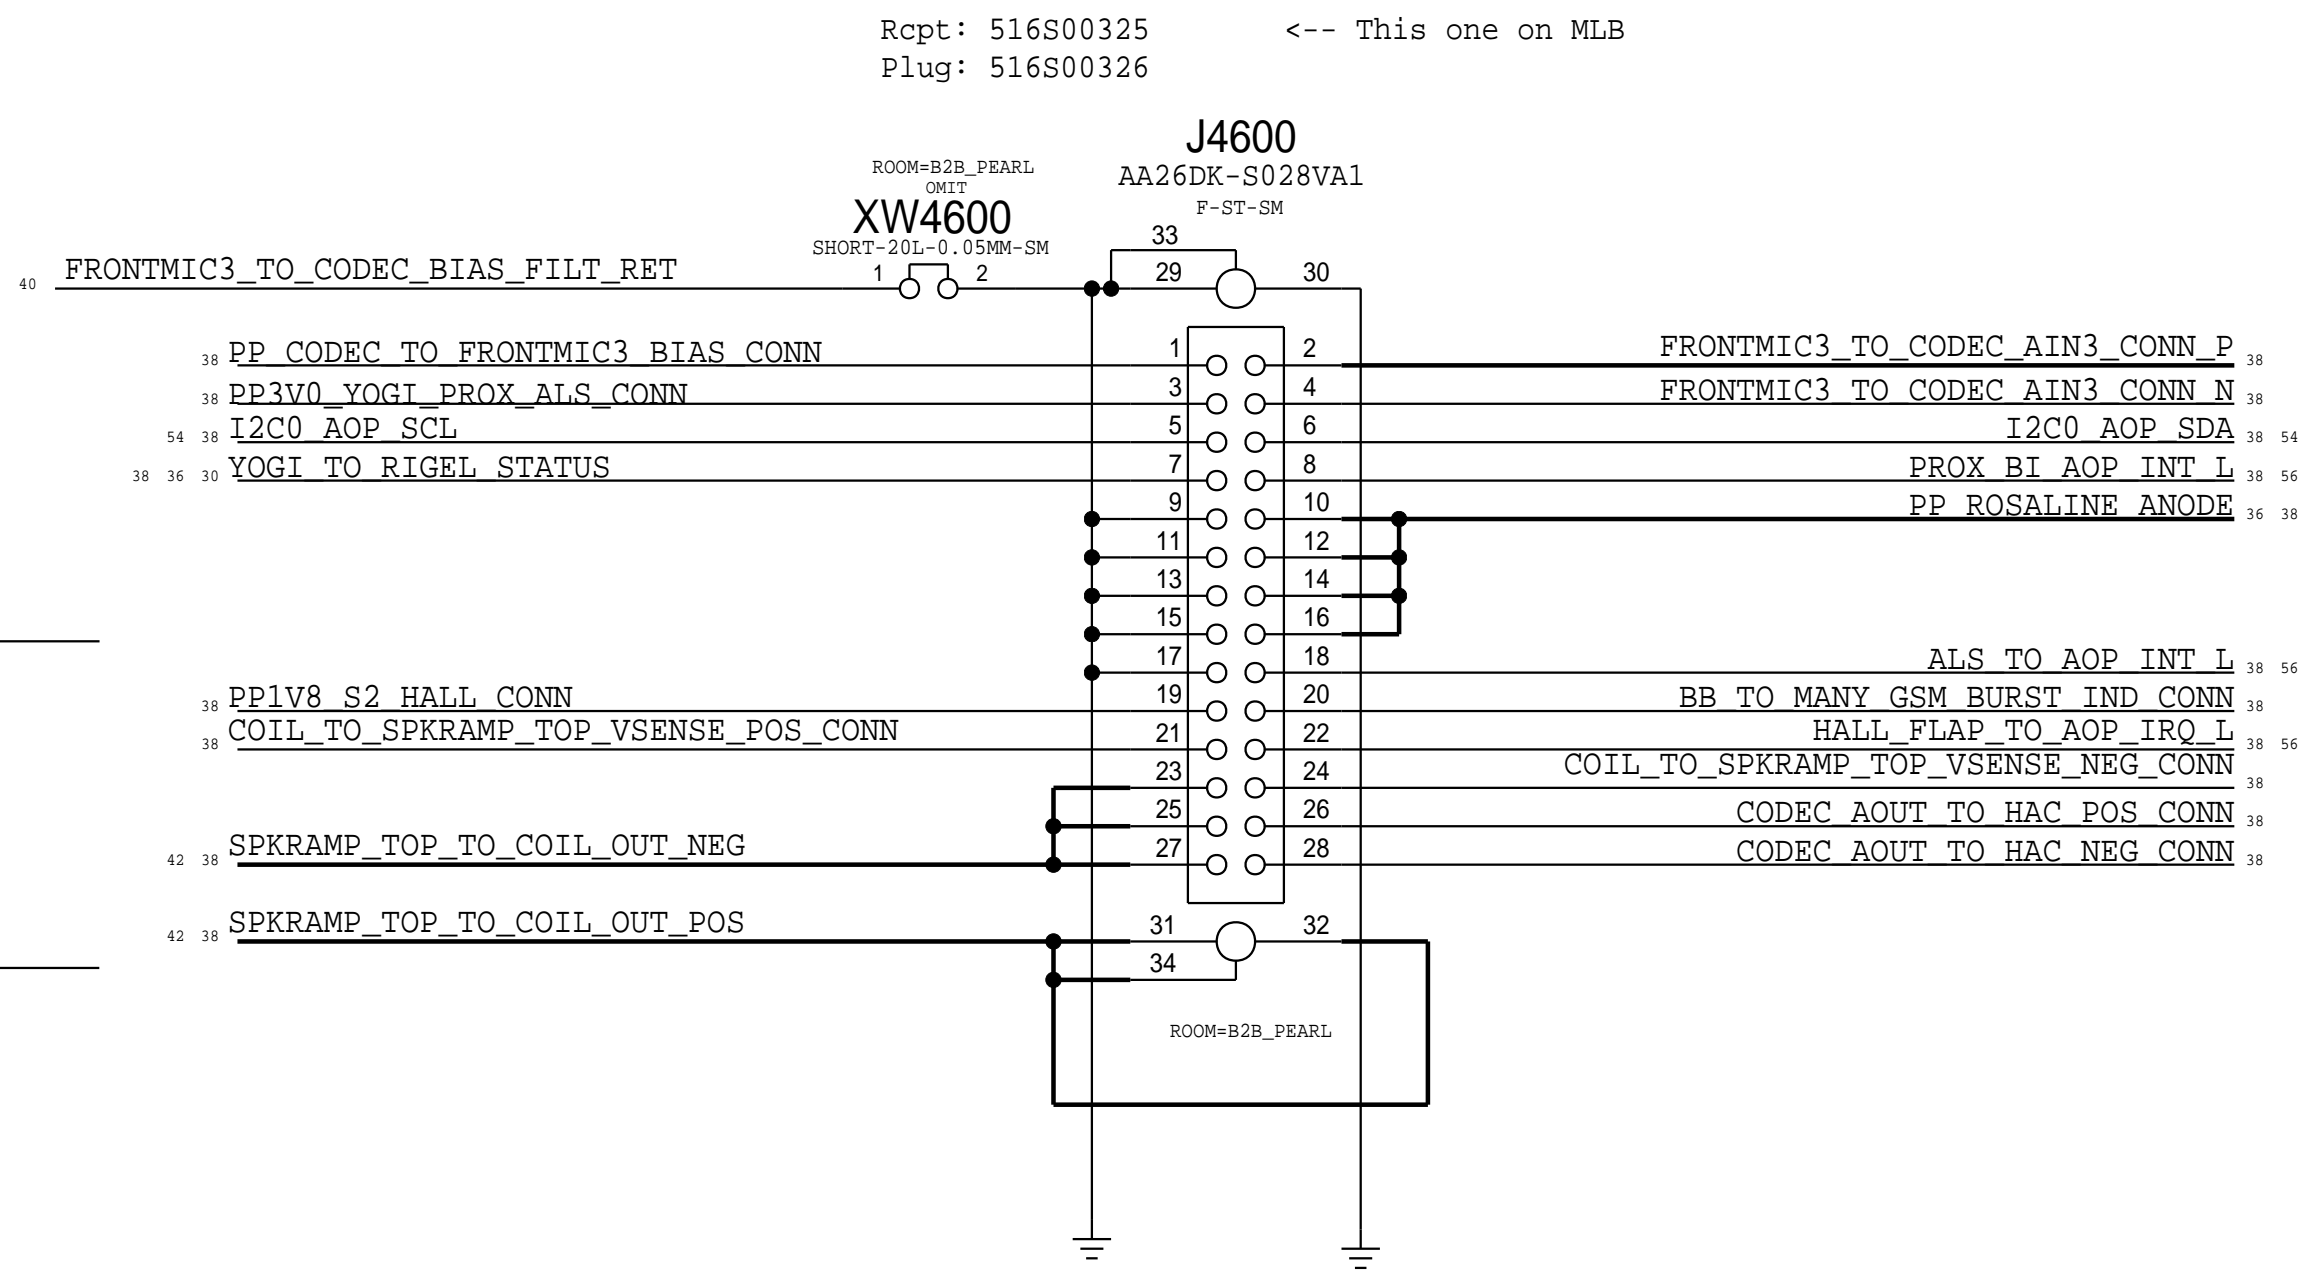 Rcpt: 516S00325 <-- This one on MLB
Plug: 516S00326
J4600
AA26DK-S028VA1
F-ST-SM
ROOM=B2B_PEARL
OMIT
XW4600
SHORT-20L-0.05MM-SM
33
40 FRONTMIC3_TO_CODEC_BIAS_FILT_RET 1 2 29 30
38 PP_CODEC_TO_FRONTMIC3_BIAS_CONN 1 2 FRONTMIC3_TO_CODEC_AIN3_CONN_P 38
38 PP3V0_YOGI_PROX_ALS_CONN 3 4 FRONTMIC3_TO_CODEC_AIN3_CONN_N 38
54 38 I2C0_AOP_SCL 5 6 I2C0_AOP_SDA 38 54
38 36 30 YOGI_TO_RIGEL_STATUS 7 8 PROX_BI_AOP_INT_L 38 56
9 10 PP_ROSALINE_ANODE 36 38
11 12
13 14
15 16
17 18 ALS_TO_AOP_INT_L 38 56
38 PP1V8_S2_HALL_CONN 19 20 BB_TO_MANY_GSM_BURST_IND_CONN 38
38 COIL_TO_SPKRAMP_TOP_VSENSE_POS_CONN 21 22 HALL_FLAP_TO_AOP_IRQ_L 38 56
23 24 COIL_TO_SPKRAMP_TOP_VSENSE_NEG_CONN 38
25 26 CODEC_AOUT_TO_HAC_POS_CONN 38
42 38 SPKRAMP_TOP_TO_COIL_OUT_NEG 27 28 CODEC_AOUT_TO_HAC_NEG_CONN 38
42 38 SPKRAMP_TOP_TO_COIL_OUT_POS 31 32
34
ROOM=B2B_PEARL